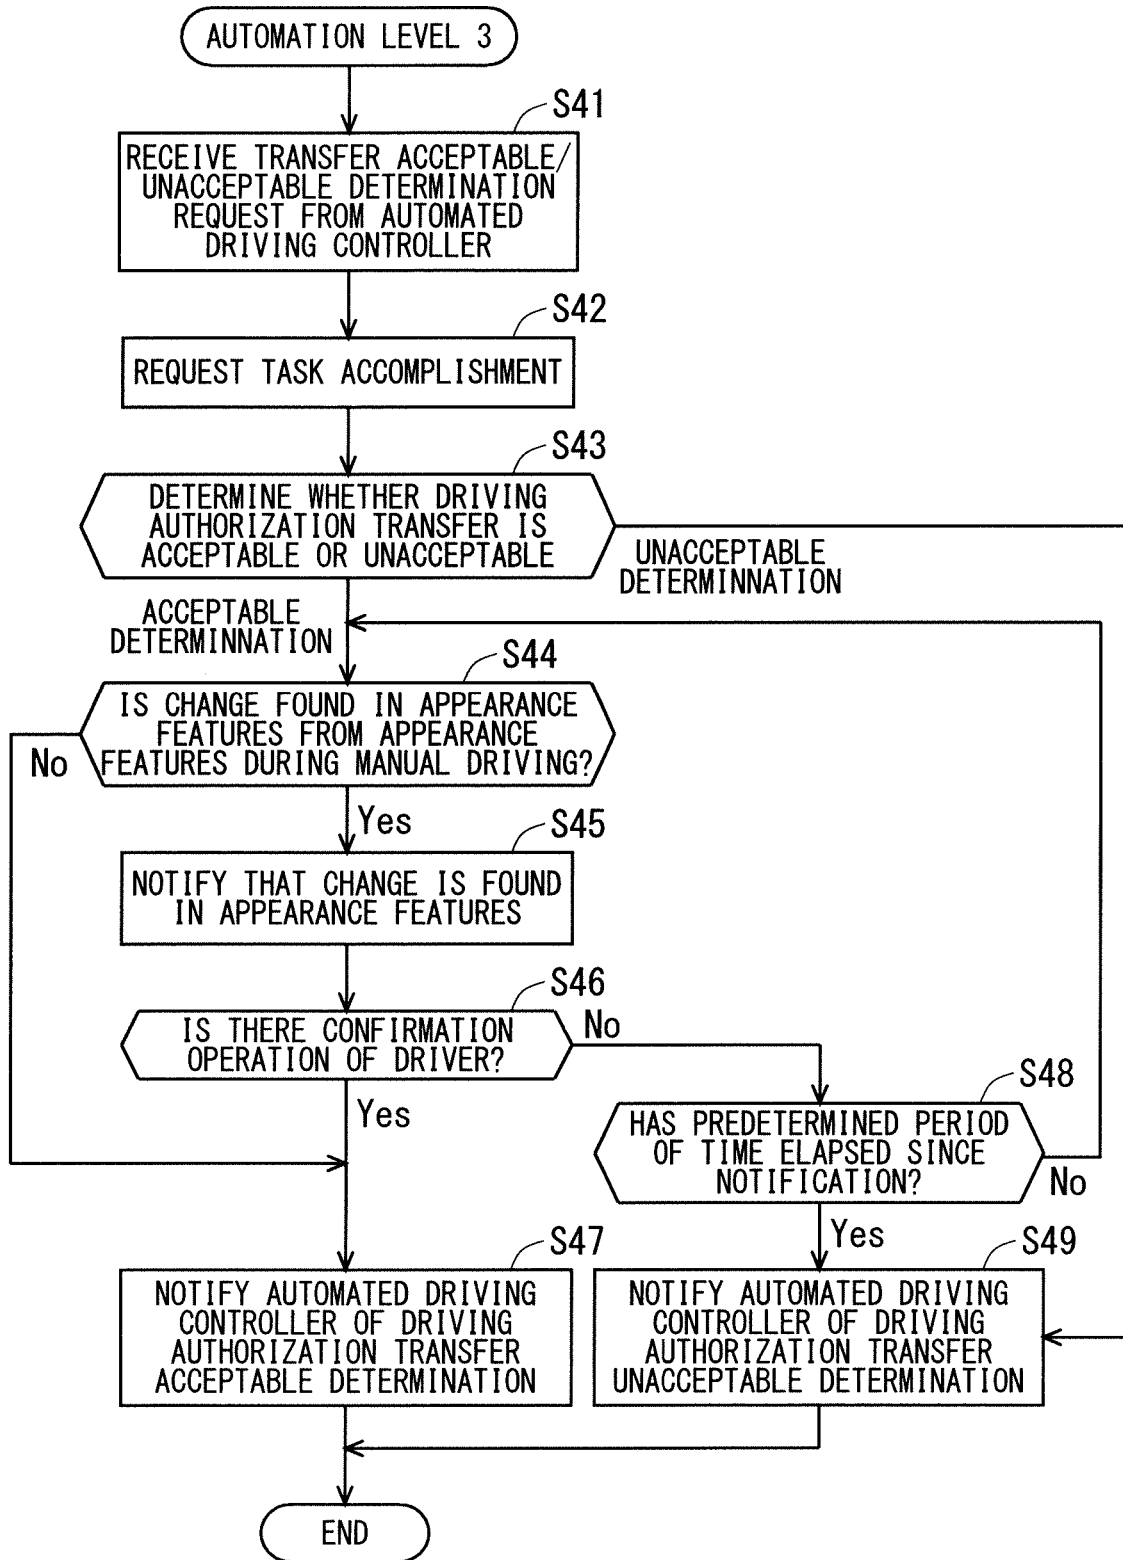 AUTOMATION LEVEL 3
S41
RECEIVE TRANSFER ACCEPTABLE/
UNACCEPTABLE DETERMINATION
REQUEST FROM AUTOMATED
DRIVING CONTROLLER
S42
REQUEST TASK ACCOMPLISHMENT
S43
DETERMINE WHETHER DRIVING
AUTHORIZATION TRANSFER IS
ACCEPTABLE OR UNACCEPTABLE
UNACCEPTABLE
DETERMINNATION
ACCEPTABLE
DETERMINNATION
S44
IS CHANGE FOUND IN APPEARANCE
FEATURES FROM APPEARANCE
FEATURES DURING MANUAL DRIVING?
No
Yes
S45
NOTIFY THAT CHANGE IS FOUND
IN APPEARANCE FEATURES
S46
IS THERE CONFIRMATION
OPERATION OF DRIVER?
No
Yes
S48
HAS PREDETERMINED PERIOD
OF TIME ELAPSED SINCE
NOTIFICATION?
No
Yes
S47
NOTIFY AUTOMATED DRIVING
CONTROLLER OF DRIVING
AUTHORIZATION TRANSFER
ACCEPTABLE DETERMINATION
S49
NOTIFY AUTOMATED DRIVING
CONTROLLER OF DRIVING
AUTHORIZATION TRANSFER
UNACCEPTABLE DETERMINATION
END